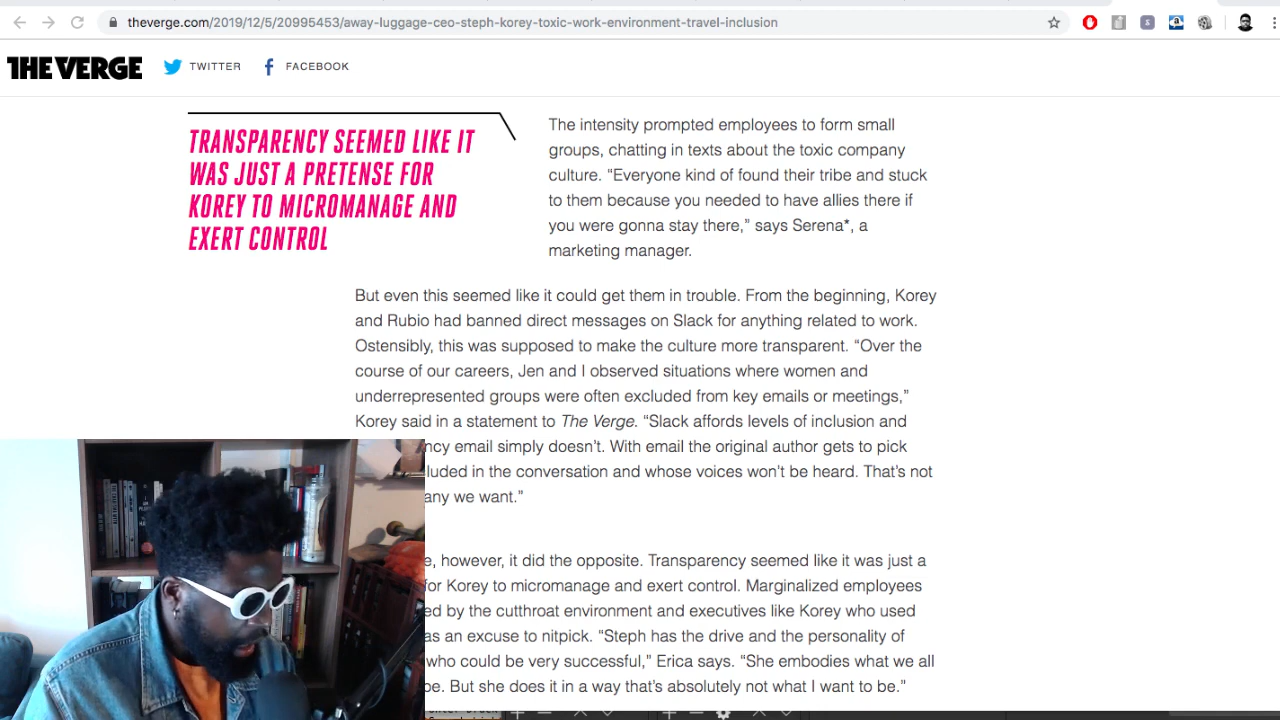 theverge.com/2019/12/5/20995453/away-luggage-ceo-steph-korey-toxic-work-environment-travel-inclusion
THE VERGE
TWITTER
FACEBOOK
TRANSPARENCY SEEMED LIKE IT
WAS JUST A PRETENSE FOR
KOREY TO MICROMANAGE AND
EXERT CONTROL
The intensity prompted employees to form small
groups, chatting in texts about the toxic company
culture. “Everyone kind of found their tribe and stuck
to them because you needed to have allies there if
you were gonna stay there,” says Serena*, a
marketing manager.
But even this seemed like it could get them in trouble. From the beginning, Korey
and Rubio had banned direct messages on Slack for anything related to work.
Ostensibly, this was supposed to make the culture more transparent. “Over the
course of our careers, Jen and I observed situations where women and
underrepresented groups were often excluded from key emails or meetings,”
Korey said in a statement to The Verge. “Slack affords levels of inclusion and
ncy email simply doesn’t. With email the original author gets to pick
luded in the conversation and whose voices won’t be heard. That’s not
any we want.”
e, however, it did the opposite. Transparency seemed like it was just a
for Korey to micromanage and exert control. Marginalized employees
ed by the cutthroat environment and executives like Korey who used
as an excuse to nitpick. “Steph has the drive and the personality of
who could be very successful,” Erica says. “She embodies what we all
be. But she does it in a way that’s absolutely not what I want to be.”